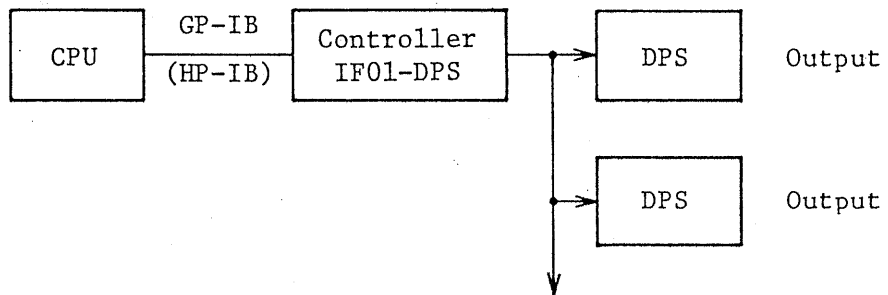 CPU
GP-IB
(HP-IB)
Controller
IF01-DPS
DPS
Output
DPS
Output